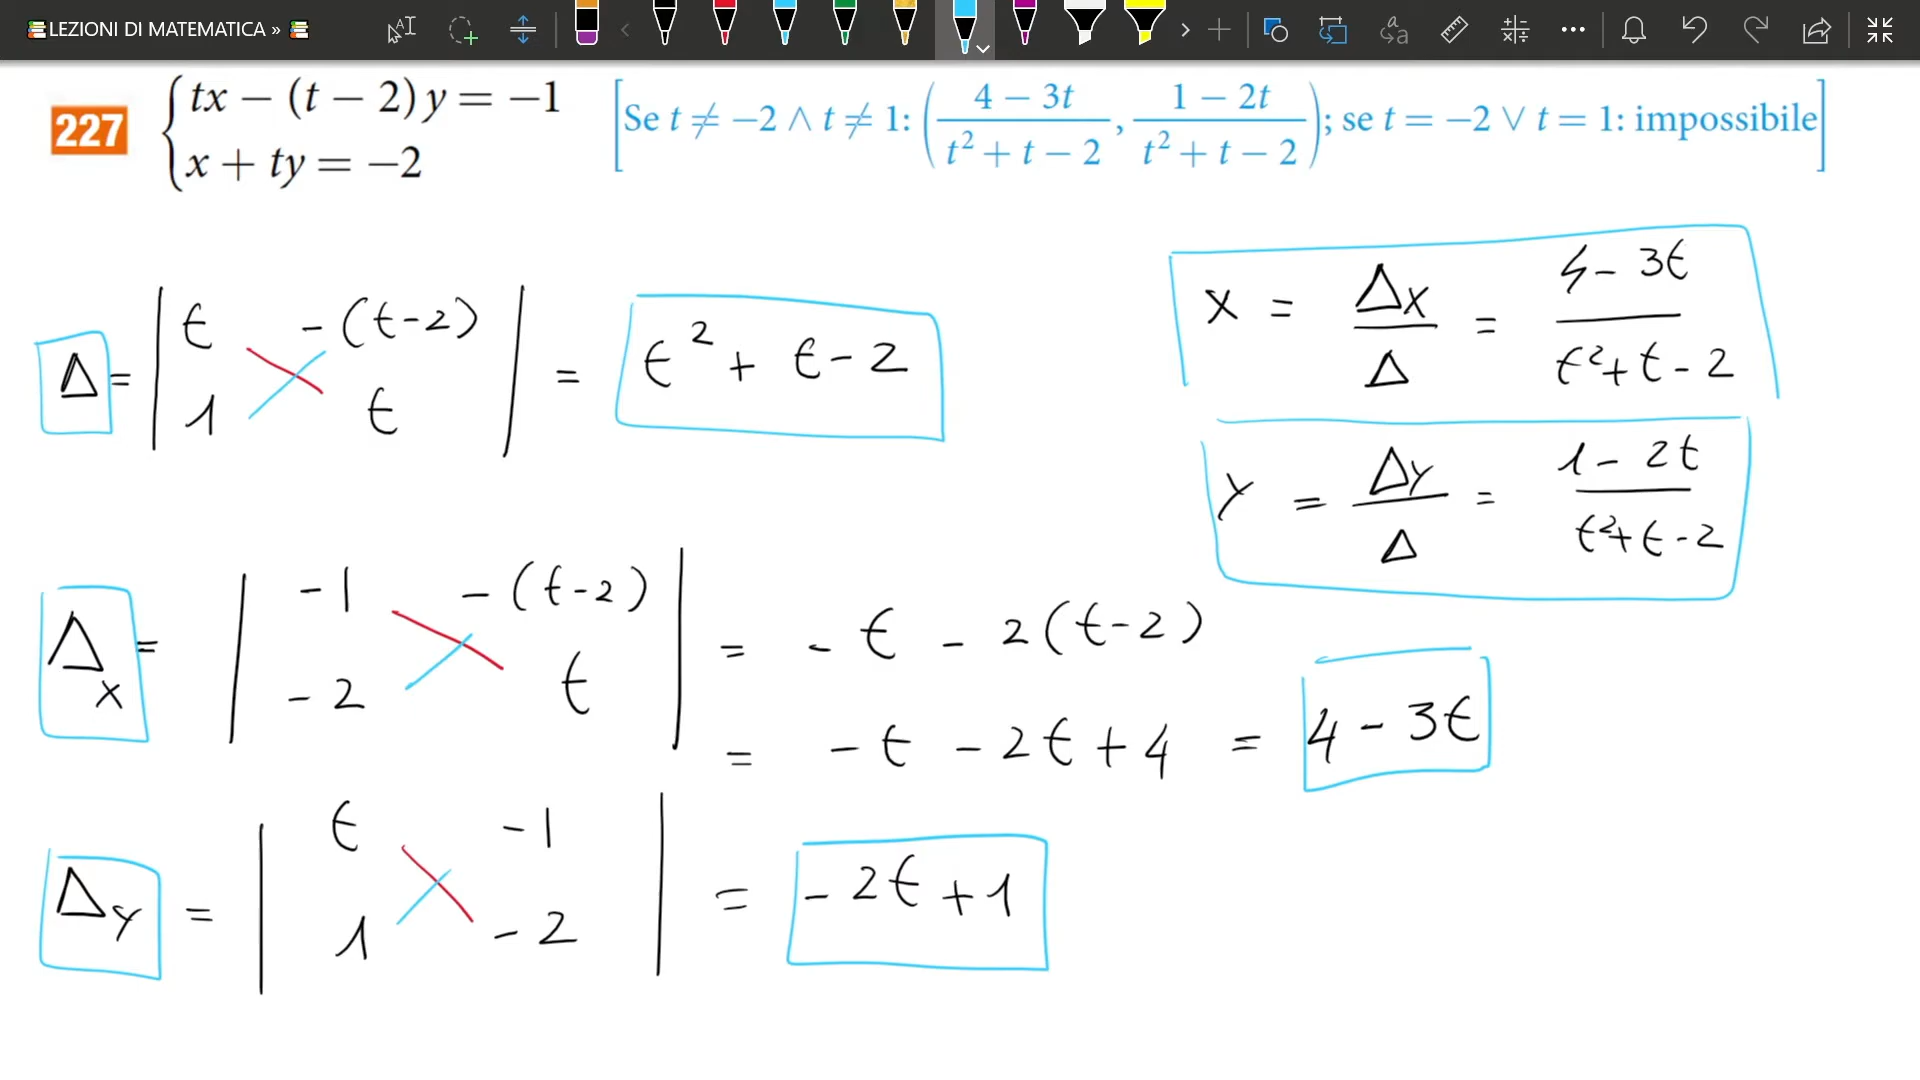 LEZIONI DI MATEMATICA »
227
{ tx − (t − 2)y = −1
x + ty = −2
[Se t ≠ −2 ∧ t ≠ 1: ( (4 − 3t)/(t² + t − 2), (1 − 2t)/(t² + t − 2) ); se t = −2 ∨ t = 1: impossibile]
Δ = | t -(t-2) |
| 1 t | = t² + t - 2
x = Δx/Δ = (4 - 3t)/(t² + t - 2)
y = Δy/Δ = (1 - 2t)/(t² + t - 2)
Δx = | -1 -(t-2) |
| -2 t | = - t - 2(t-2)
= - t - 2t + 4 = 4 - 3t
Δy = | t -1 |
| 1 -2 | = - 2t + 1